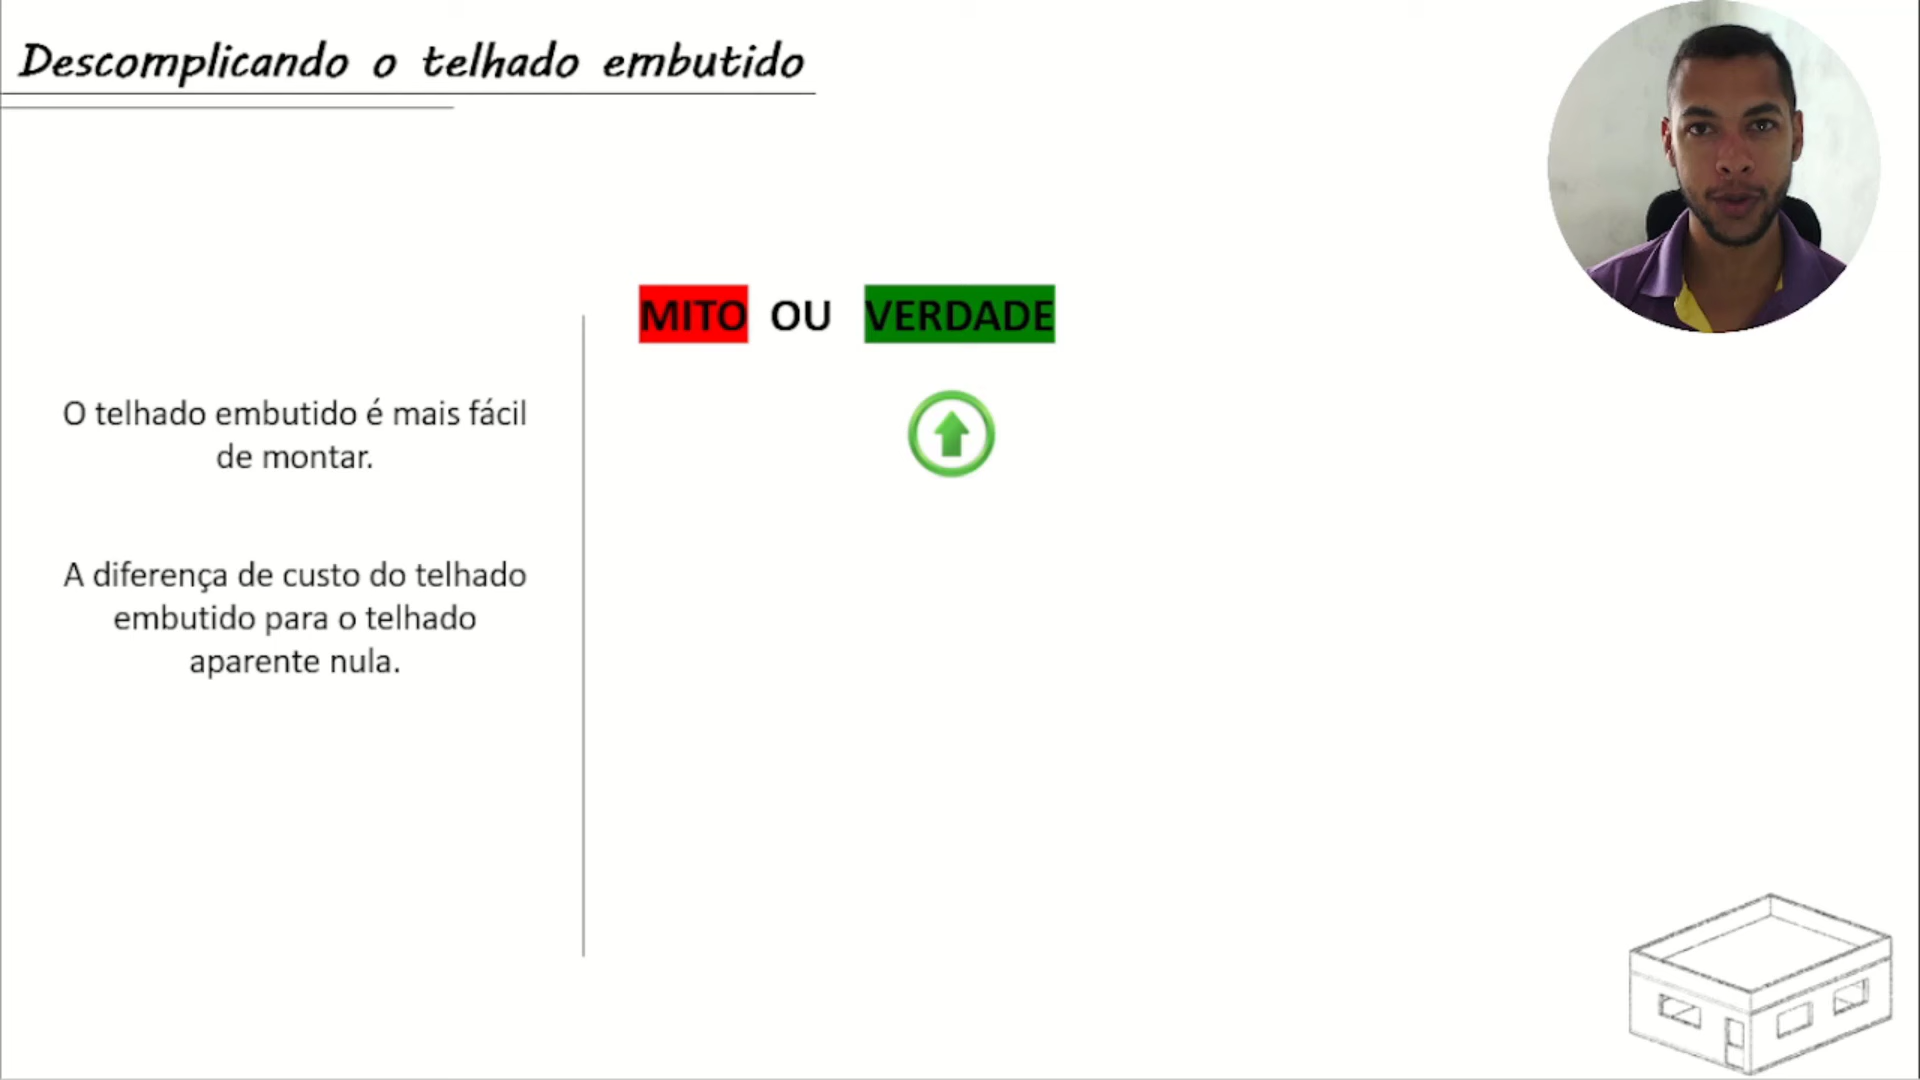 Descomplicando o telhado embutido
MITO OU VERDADE
O telhado embutido é mais fácil
de montar.
A diferença de custo do telhado
embutido para o telhado
aparente nula.